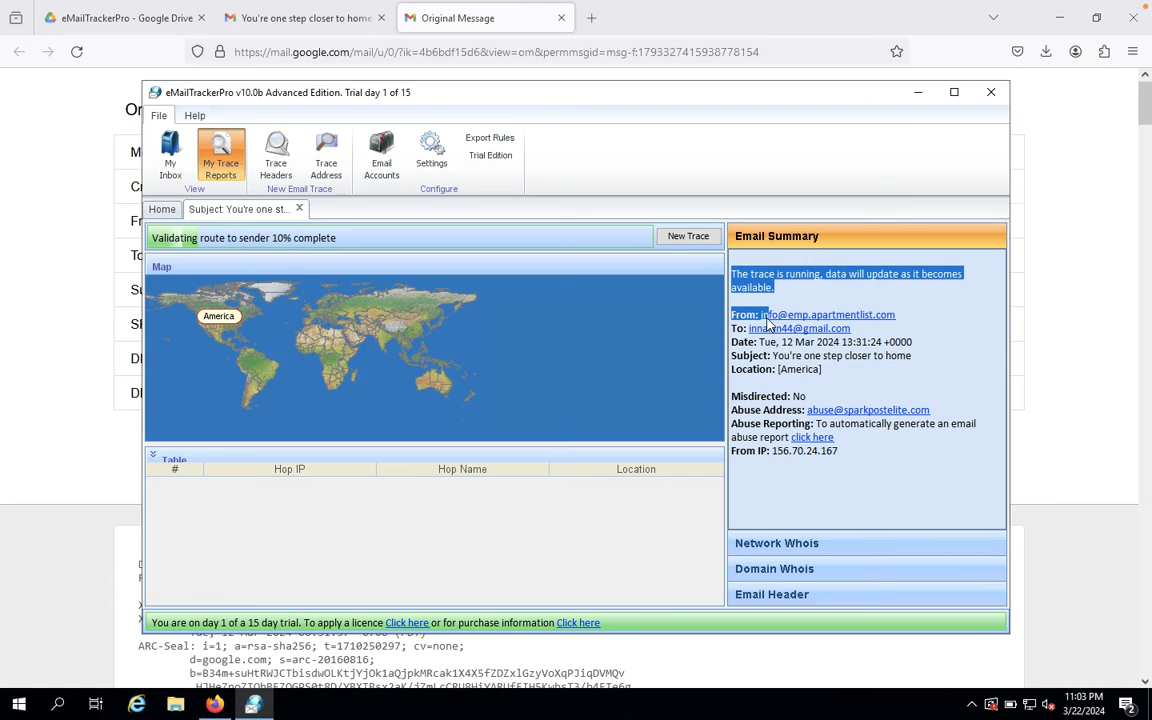 eMailTrackerPro - Google Drive
You're one step closer to home
Original Message
https://mail.google.com/mail/u/0/?ik=4b6bdf15d6&view=om&permmsgid=msg-f:1793327415938778154
eMailTrackerPro v10.0b Advanced Edition. Trial day 1 of 15
File
Help
My Inbox
My Trace Reports
Trace Headers
Trace Address
Email Accounts
Settings
Export Rules
Trial Edition
View
New Email Trace
Configure
Home
Subject: You're one st...
Validating route to sender 10% complete
New Trace
Email Summary
Map
America
The trace is running, data will update as it becomes
available.
From: info@emp.apartmentlist.com
Date: Tue, 12 Mar 2024 13:31:24 +0000
Subject: You're one step closer to home
Location: [America]
Misdirected: No
Abuse Address: abuse@sparkpostelite.com
Abuse Reporting: To automatically generate an email
abuse report click here
From IP: 156.70.24.167
Table
#
Hop IP
Hop Name
Location
Network Whois
Domain Whois
Email Header
You are on day 1 of a 15 day trial. To apply a licence Click here or for purchase information Click here
ARC-Seal: i=1; a=rsa-sha256; t=1710250297; cv=none;
d=google.com; s=arc-20160816;
11:03 PM
3/22/2024
2